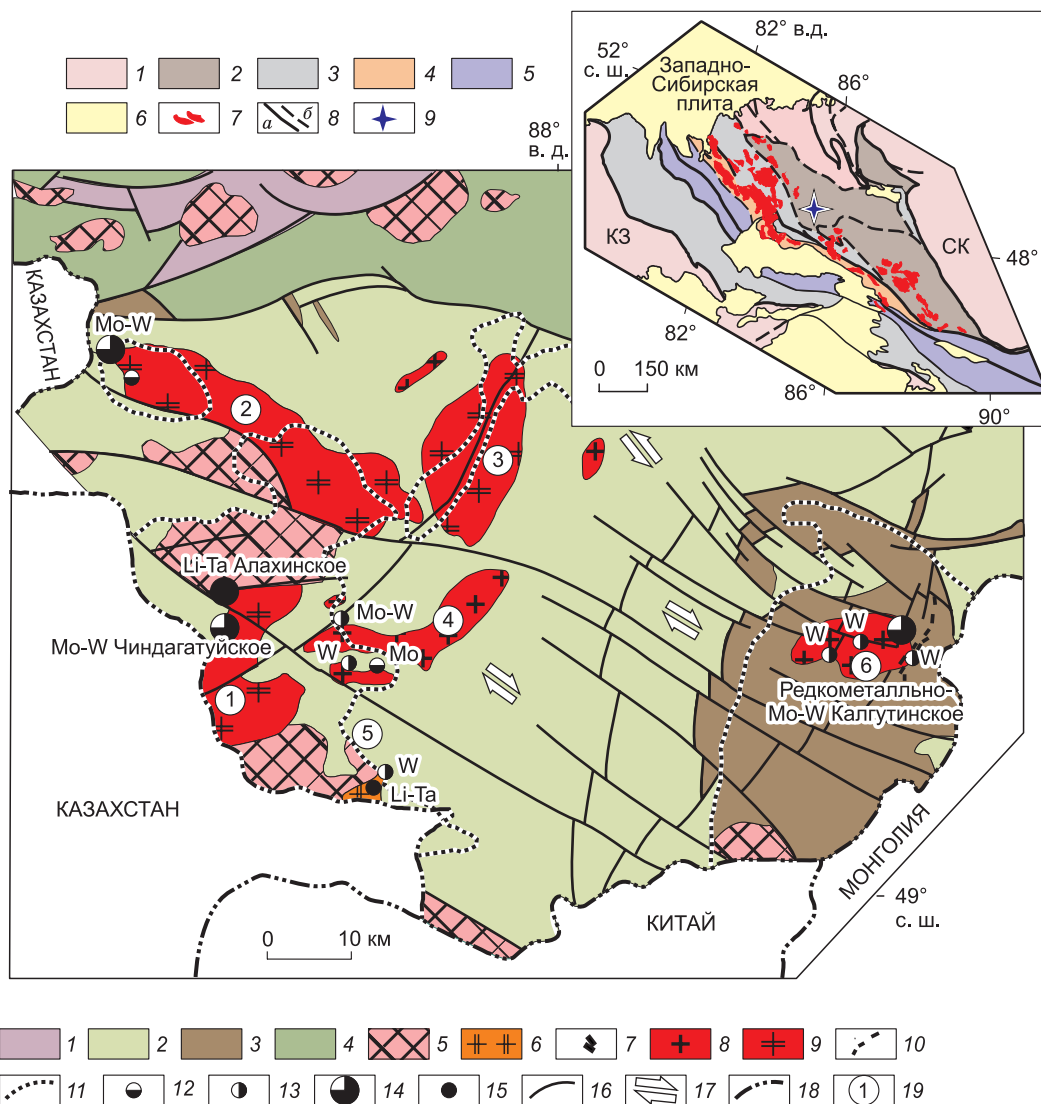 1 2 3 4 5
6 7 а б 8 9
88°
в. д.
82° в.д.
52°
с. ш.
Западно-
Сибирская
плита
86°
КЗ
СК
48°
82°
0 150 км
86°
90°
КАЗАХСТАН
Mo-W
2
3
Li-Ta Алахинское
Mo-W
4
Mo-W Чиндагатуйское
W
Mo
1
W
W
W
6
Редкометалльно-
Mo-W Калгутинское
5
W
Li-Ta
КАЗАХСТАН
МОНГОЛИЯ
49°
с. ш.
КИТАЙ
0 10 км
1 2 3 4 5 6 7 8 9 10
11 12 13 14 15 16 17 18 1 19